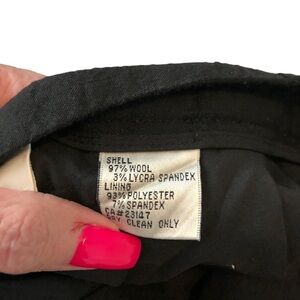 SHELL
97% WOOL
3% LYCRA SPANDEX
LINING
93% POLYESTER
7% SPANDEX
CA# 23147
DRY CLEAN ONLY